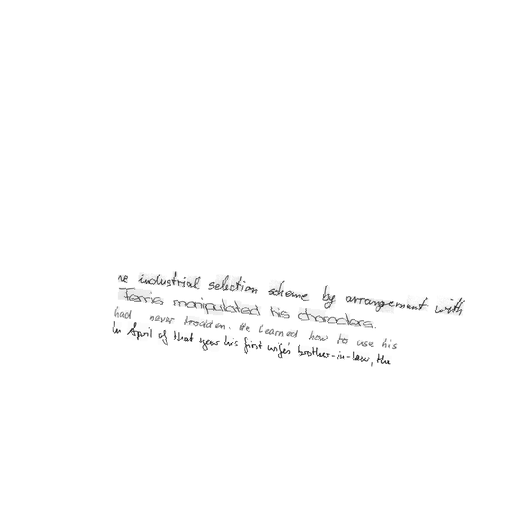 ne industrial selection scheme by arrangement with
Ferris manipulated his characters.
had never trodden. He learned how to use his
In April of that year his first wife's brother-in-law, the